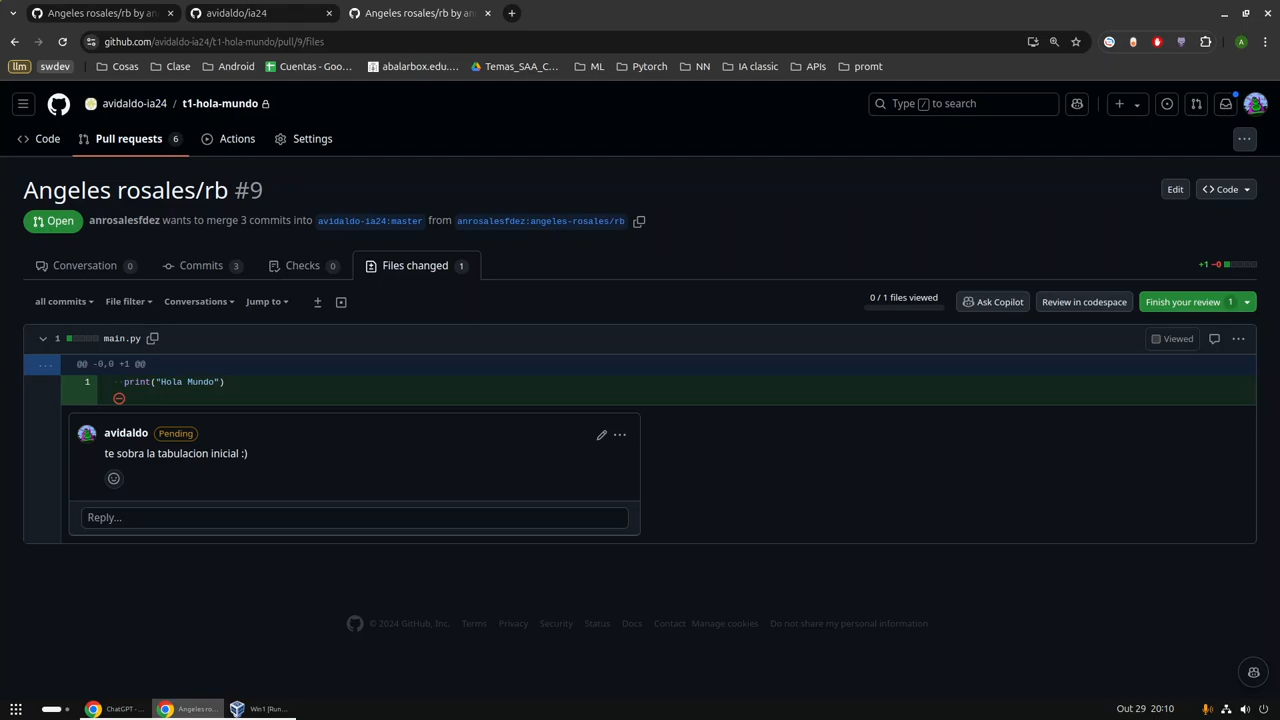 Angeles rosales/rb by an
avidaldo/ia24
Angeles rosales/rb by an
github.com/avidaldo-ia24/t1-hola-mundo/pull/9/files
llm swdev Cosas Clase Android Cuentas - Goo... abalarbox.edu.... Temas_SAA_C... ML Pytorch NN IA classic APIs promt
avidaldo-ia24 / t1-hola-mundo
Type / to search
Code Pull requests 6 Actions Settings
Angeles rosales/rb #9
Edit <> Code
Open anrosalesfdez wants to merge 3 commits into avidaldo-ia24:master from anrosalesfdez:angeles-rosales/rb
Conversation 0 Commits 3 Checks 0 Files changed 1
+1 −0
all commits File filter Conversations Jump to
0 / 1 files viewed Ask Copilot Review in codespace Finish your review 1
1 main.py Viewed
... @@ -0,0 +1 @@
1 print("Hola Mundo")
avidaldo Pending
te sobra la tabulacion inicial :)
Reply...
© 2024 GitHub, Inc. Terms Privacy Security Status Docs Contact Manage cookies Do not share my personal information
ChatGPT - ... Angeles ro... Win1 [Run... Out 29 20:10
A